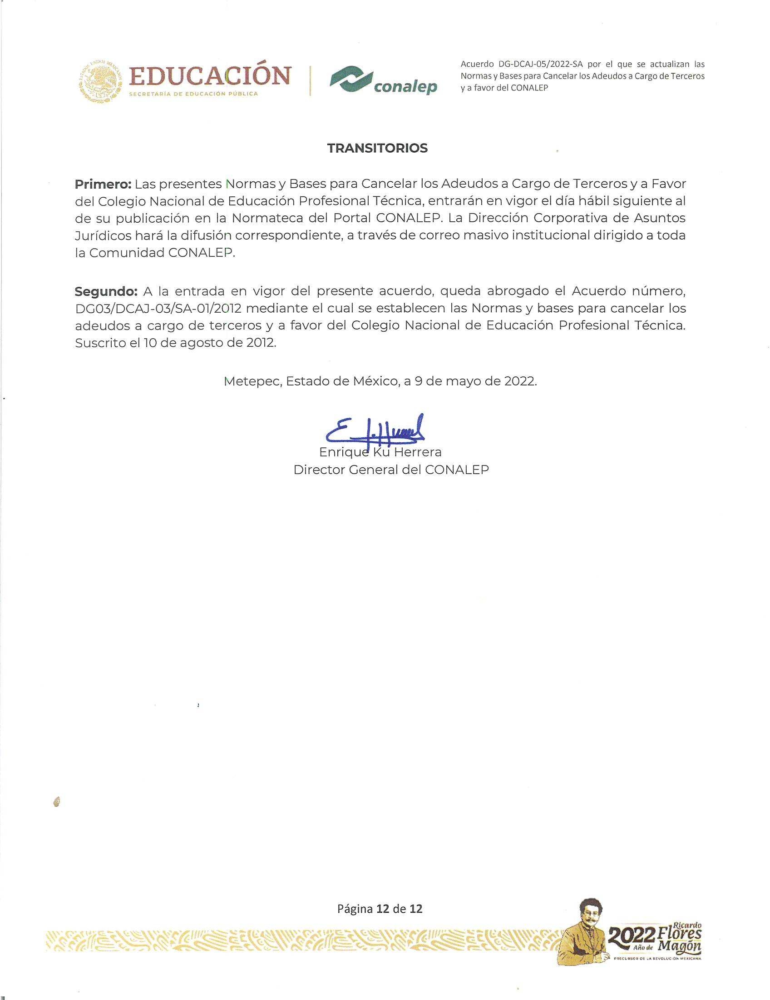 ESTADOS UNIDOS MEXICANOS
EDUCACIÓN
SECRETARÍA DE EDUCACIÓN PÚBLICA
conalep
Acuerdo DG-DCAJ-05/2022-SA por el que se actualizan las
Normas y Bases para Cancelar los Adeudos a Cargo de Terceros
y a favor del CONALEP
TRANSITORIOS
Primero: Las presentes Normas y Bases para Cancelar los Adeudos a Cargo de Terceros y a Favor
del Colegio Nacional de Educación Profesional Técnica, entrarán en vigor el día hábil siguiente al
de su publicación en la Normateca del Portal CONALEP. La Dirección Corporativa de Asuntos
Jurídicos hará la difusión correspondiente, a través de correo masivo institucional dirigido a toda
la Comunidad CONALEP.
Segundo: A la entrada en vigor del presente acuerdo, queda abrogado el Acuerdo número,
DG03/DCAJ-03/SA-01/2012 mediante el cual se establecen las Normas y bases para cancelar los
adeudos a cargo de terceros y a favor del Colegio Nacional de Educación Profesional Técnica.
Suscrito el 10 de agosto de 2012.
Metepec, Estado de México, a 9 de mayo de 2022.
Enrique Ku Herrera
Director General del CONALEP
Página 12 de 12
2022 Ricardo
Flores
Año de Magón
PRECURSOR DE LA REVOLUCIÓN MEXICANA